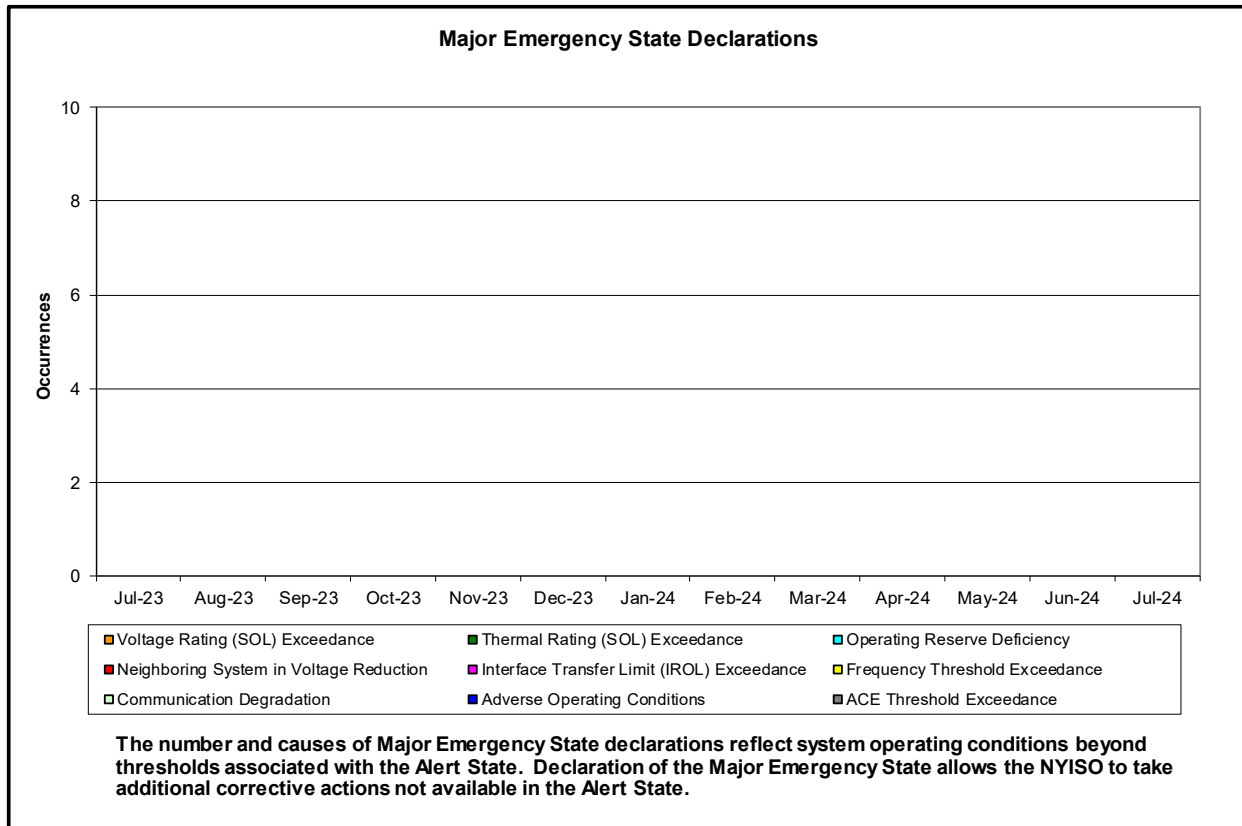 Major Emergency State Declarations
10
8
6
4
2
0
Occurrences
Jul-23 Aug-23 Sep-23 Oct-23 Nov-23 Dec-23 Jan-24 Feb-24 Mar-24 Apr-24 May-24 Jun-24 Jul-24
Voltage Rating (SOL) Exceedance Thermal Rating (SOL) Exceedance Operating Reserve Deficiency
Neighboring System in Voltage Reduction Interface Transfer Limit (IROL) Exceedance Frequency Threshold Exceedance
Communication Degradation Adverse Operating Conditions ACE Threshold Exceedance
The number and causes of Major Emergency State declarations reflect system operating conditions beyond
thresholds associated with the Alert State.  Declaration of the Major Emergency State allows the NYISO to take
additional corrective actions not available in the Alert State.